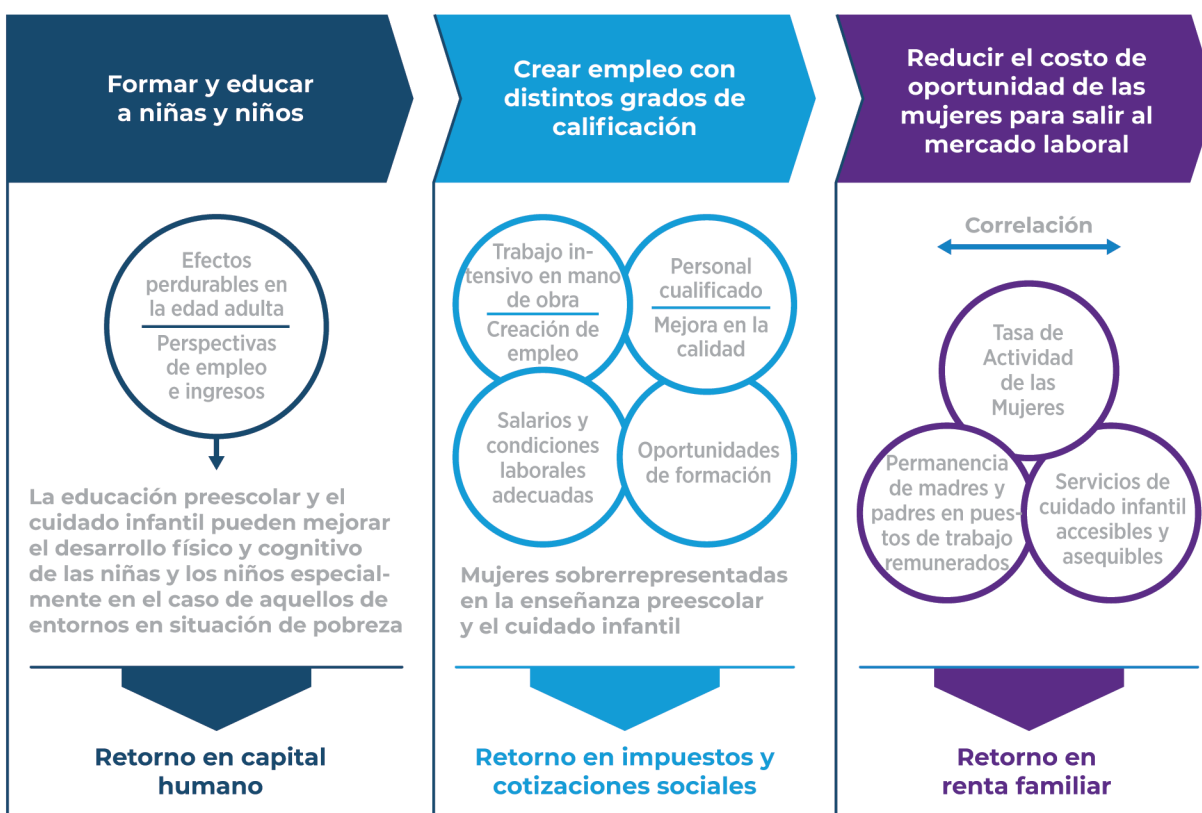 Formar y educar
a niñas y niños
Efectos
perdurables en
la edad adulta
Perspectivas
de empleo
e ingresos
La educación preescolar y el
cuidado infantil pueden mejorar
el desarrollo físico y cognitivo
de las niñas y los niños especial-
mente en el caso de aquellos de
entornos en situación de pobreza
Retorno en capital
humano
Crear empleo con
distintos grados de
calificación
Trabajo in-
tensivo en mano
de obra
Creación de
empleo
Personal
cualificado
Mejora en la
calidad
Salarios y
condiciones
laborales
adecuadas
Oportunidades
de formación
Mujeres sobrerrepresentadas
en la enseñanza preescolar
y el cuidado infantil
Retorno en impuestos y
cotizaciones sociales
Reducir el costo de
oportunidad de las
mujeres para salir al
mercado laboral
Correlación
Tasa de
Actividad
de las
Mujeres
Permanencia
de madres y
padres en pues-
tos de trabajo
remunerados
Servicios de
cuidado infantil
accesibles y
asequibles
Retorno en
renta familiar